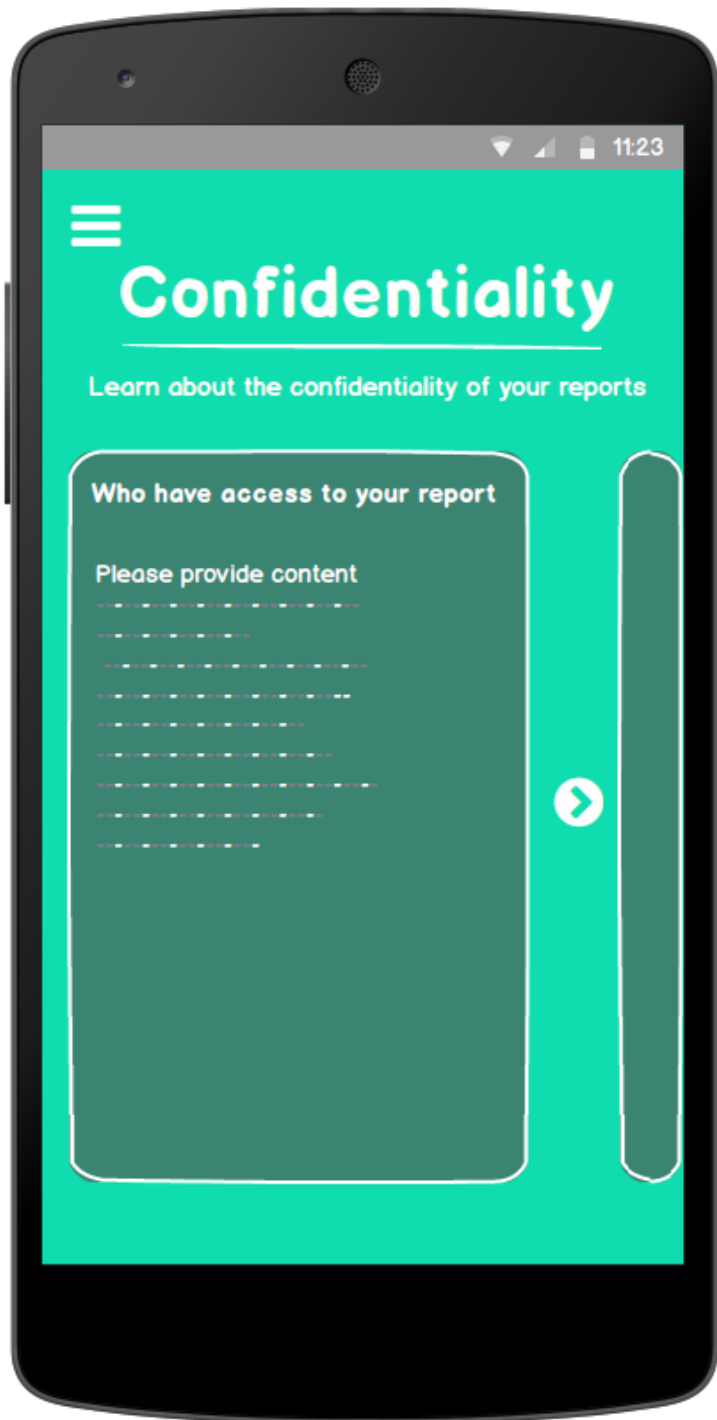 11:23
Confidentiality
Learn about the confidentiality of your reports
Who have access to your report
Please provide content